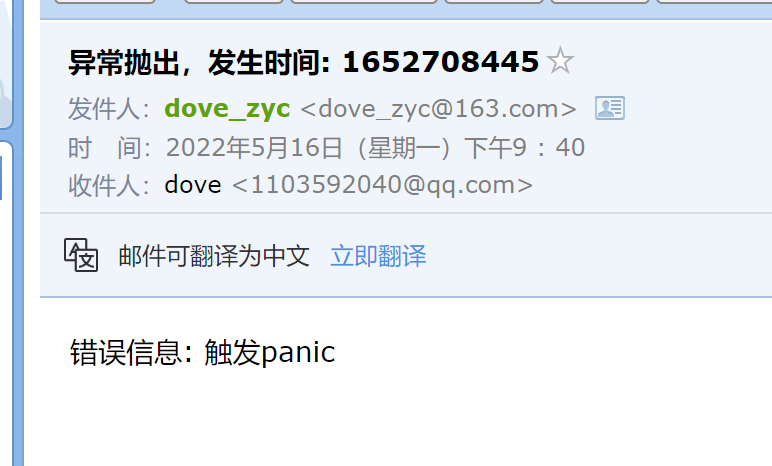 异常抛出，发生时间: 1652708445
发件人：dove_zyc <dove_zyc@163.com>
时　间：2022年5月16日（星期一）下午9：40
收件人：dove <1103592040@qq.com>
邮件可翻译为中文 立即翻译
错误信息: 触发panic